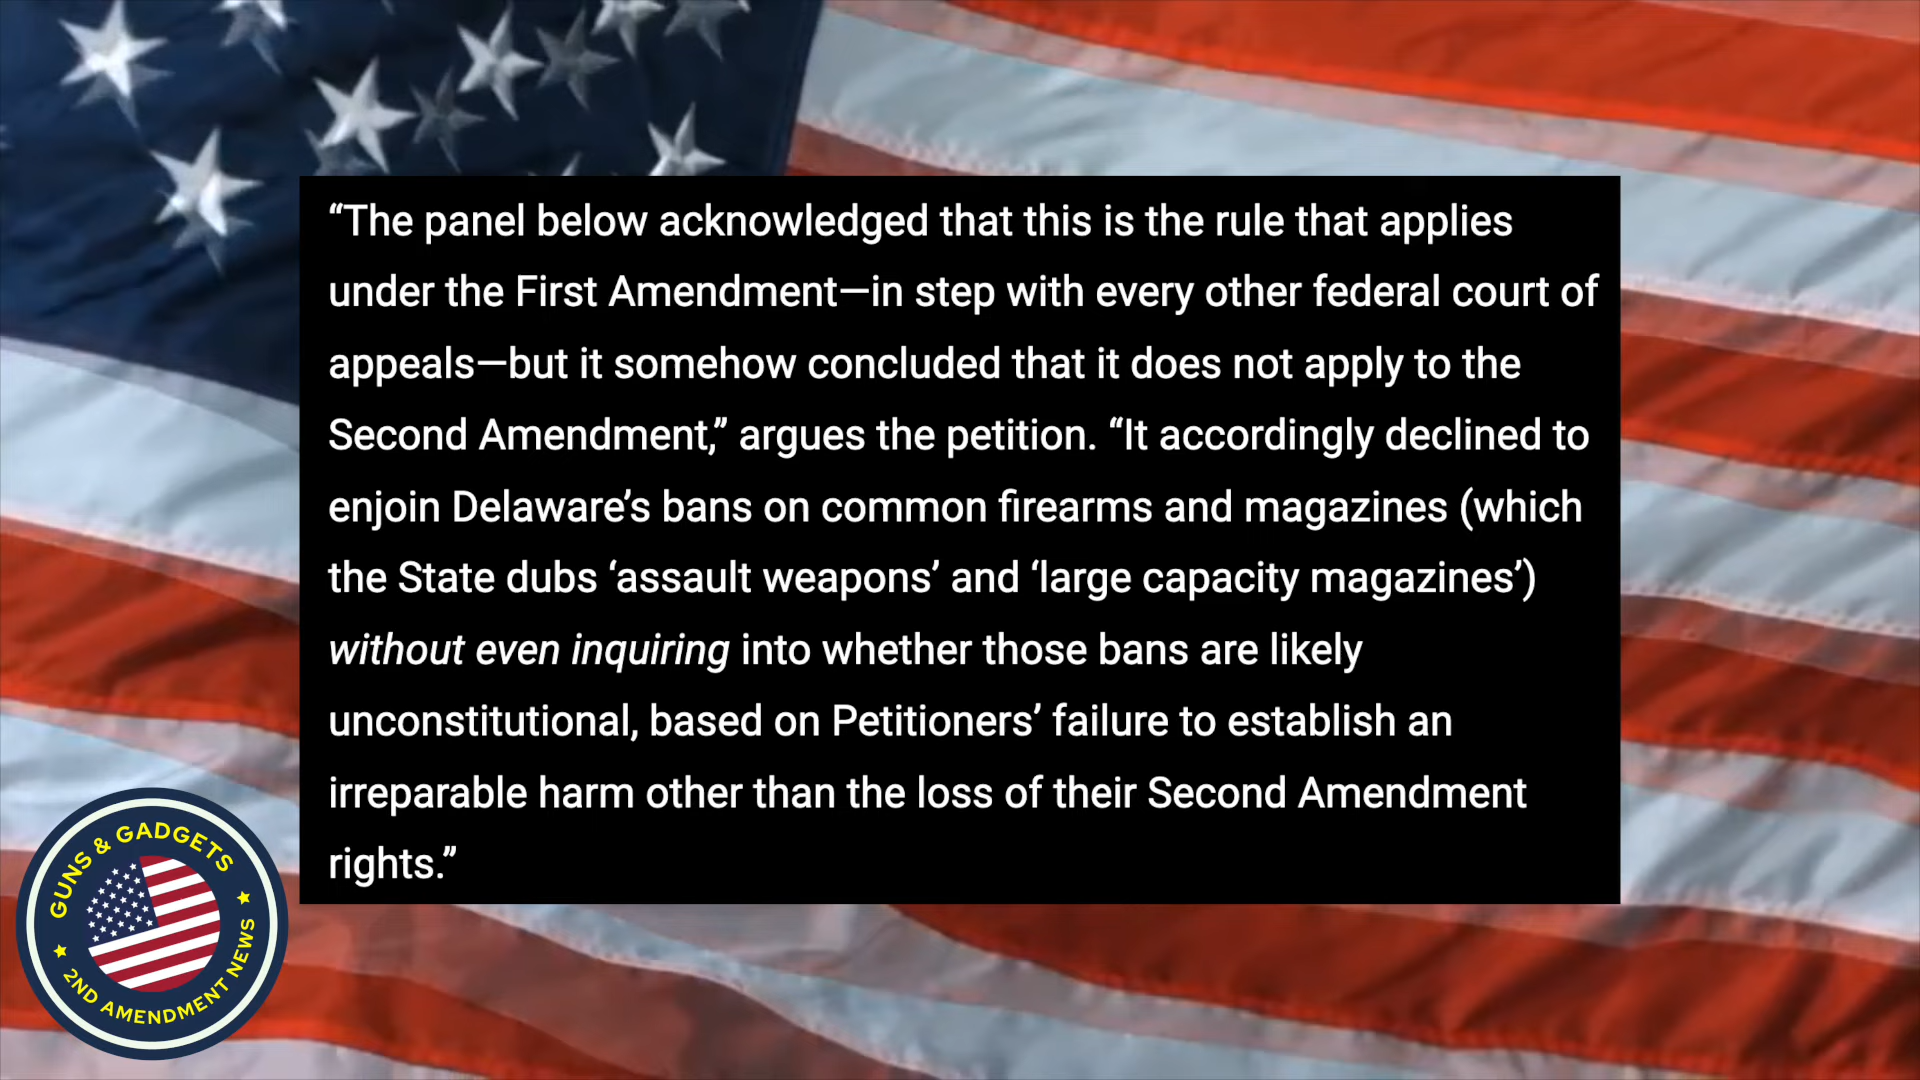 “The panel below acknowledged that this is the rule that applies
under the First Amendment—in step with every other federal court of
appeals—but it somehow concluded that it does not apply to the
Second Amendment,” argues the petition. “It accordingly declined to
enjoin Delaware’s bans on common firearms and magazines (which
the State dubs ‘assault weapons’ and ‘large capacity magazines’)
without even inquiring into whether those bans are likely
unconstitutional, based on Petitioners’ failure to establish an
irreparable harm other than the loss of their Second Amendment
rights.”
GUNS & GADGETS
2ND AMENDMENT NEWS